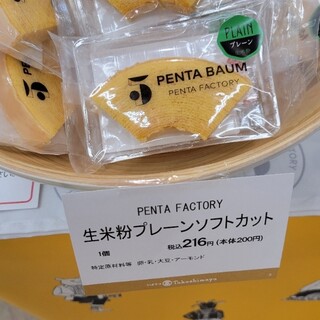 PLAIN
プレーン
5
PENTA BAUM
PENTA FACTORY
PENTA FACTORY
生米粉プレーンソフトカット
1個
税込216円(本体200円)
特定原材料等 卵・乳・大豆・アーモンド
Takashimaya